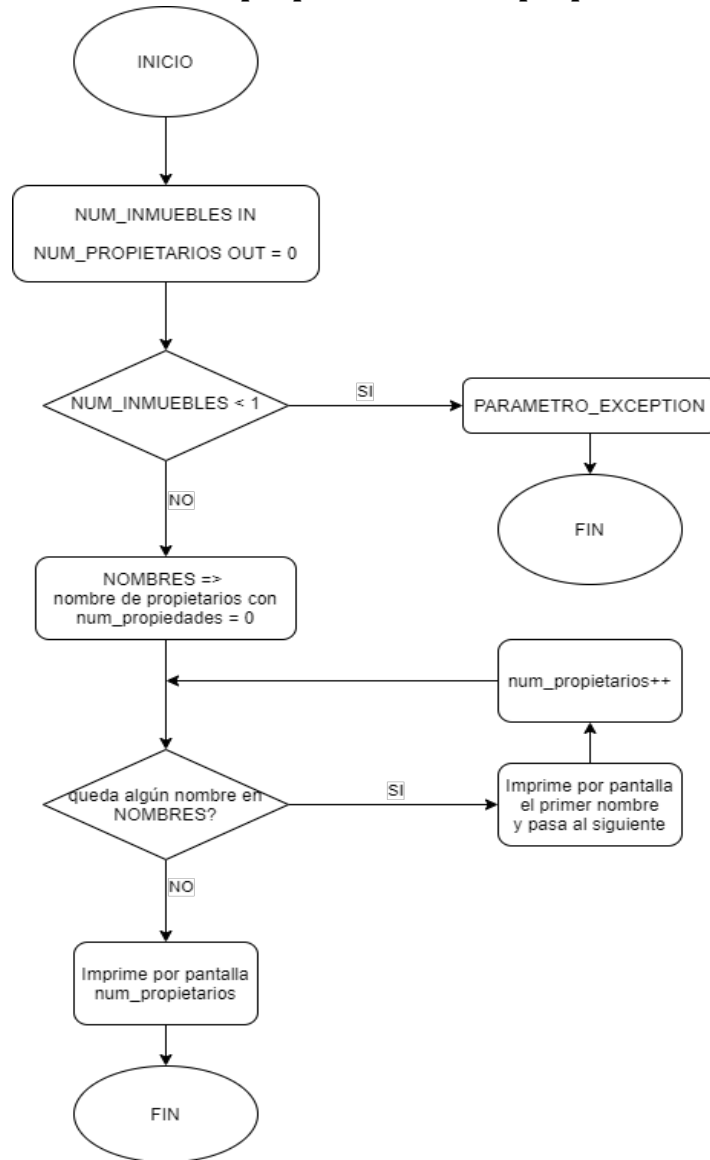 INICIO
NUM_INMUEBLES IN
NUM_PROPIETARIOS OUT = 0
NUM_INMUEBLES < 1
SI
PARAMETRO_EXCEPTION
FIN
NO
NOMBRES =>
nombre de propietarios con
num_propiedades = 0
num_propietarios++
queda algún nombre en
NOMBRES?
SI
Imprime por pantalla
el primer nombre
y pasa al siguiente
NO
Imprime por pantalla
num_propietarios
FIN